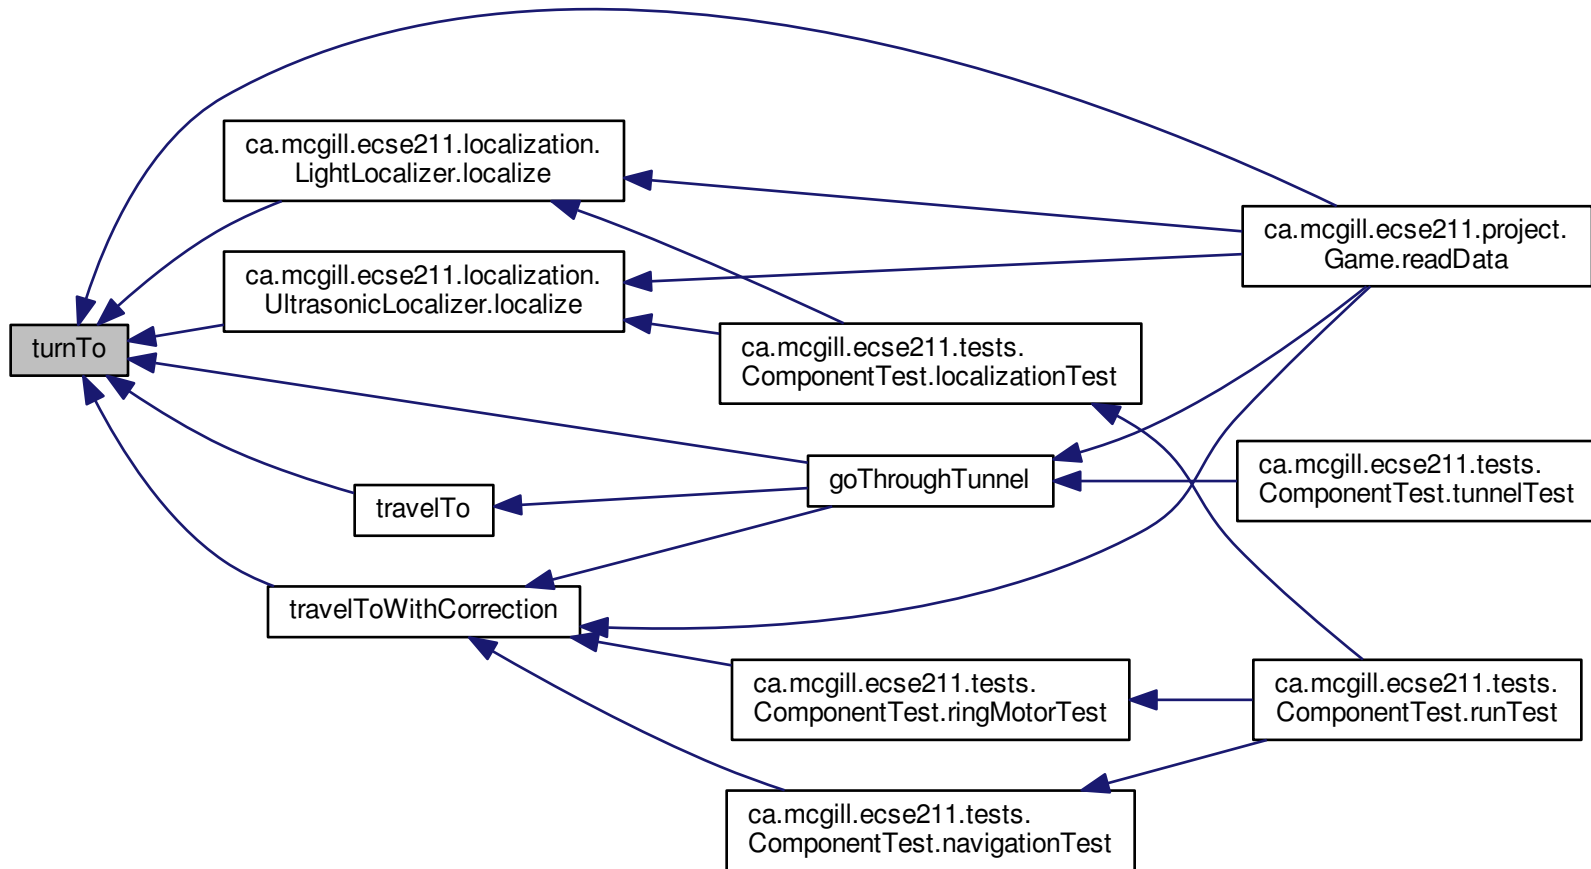 ca.mcgill.ecse211.localization.
LightLocalizer.localize
ca.mcgill.ecse211.project.
Game.readData
ca.mcgill.ecse211.localization.
UltrasonicLocalizer.localize
turnTo
ca.mcgill.ecse211.tests.
ComponentTest.localizationTest
goThroughTunnel
ca.mcgill.ecse211.tests.
ComponentTest.tunnelTest
travelTo
travelToWithCorrection
ca.mcgill.ecse211.tests.
ComponentTest.ringMotorTest
ca.mcgill.ecse211.tests.
ComponentTest.runTest
ca.mcgill.ecse211.tests.
ComponentTest.navigationTest